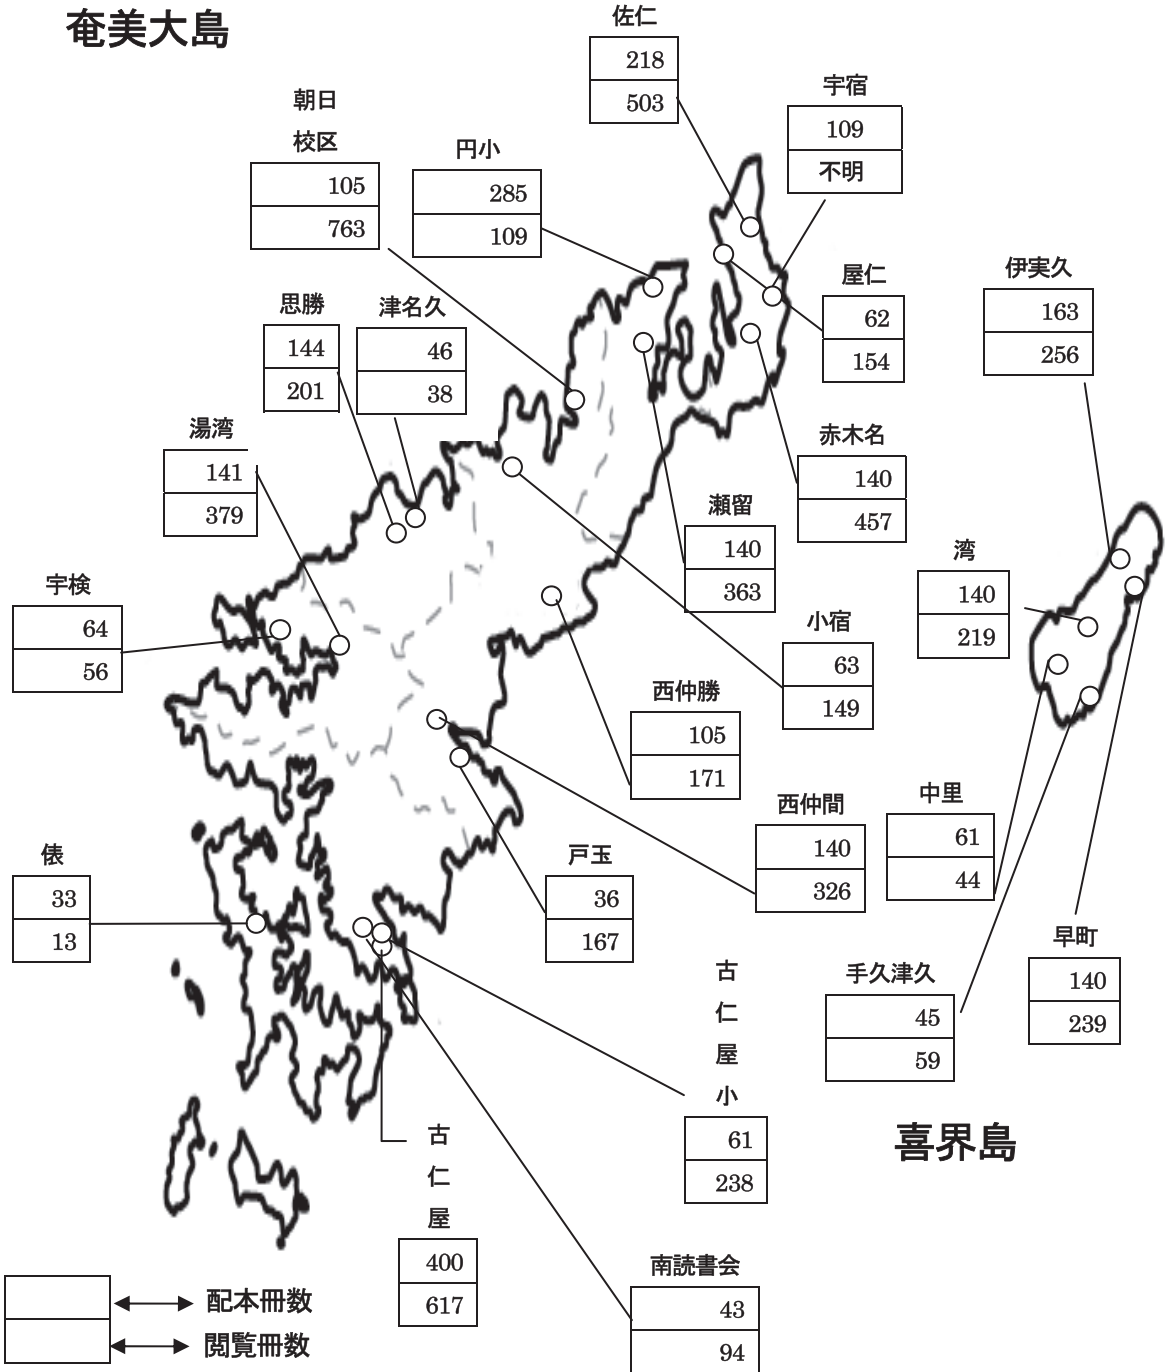 奄美大島
佐仁
218
503
宇宿
109
不明
朝日
校区
105
763
円小
285
109
屋仁
62
154
伊実久
163
256
思勝
144
201
津名久
46
38
湯湾
141
379
赤木名
140
457
瀬留
140
363
湾
140
219
宇検
64
56
小宿
63
149
西仲勝
105
171
西仲間
140
326
中里
61
44
俵
33
13
戸玉
36
167
早町
140
239
手久津久
45
59
古
仁
屋
小
61
238
喜界島
古
仁
屋
400
617
南読書会
43
94
配本冊数
閲覧冊数